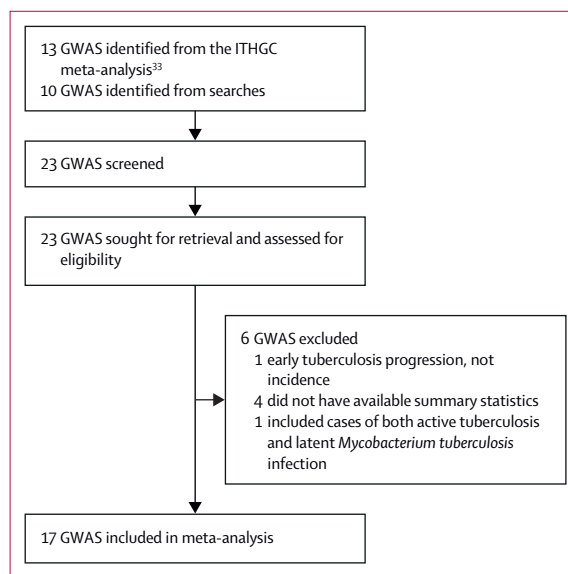 13 GWAS identified from the ITHGC
meta-analysis³³
10 GWAS identified from searches
23 GWAS screened
23 GWAS sought for retrieval and assessed for
eligibility
6 GWAS excluded
1 early tuberculosis progression, not
incidence
4 did not have available summary statistics
1 included cases of both active tuberculosis
and latent Mycobacterium tuberculosis
infection
17 GWAS included in meta-analysis